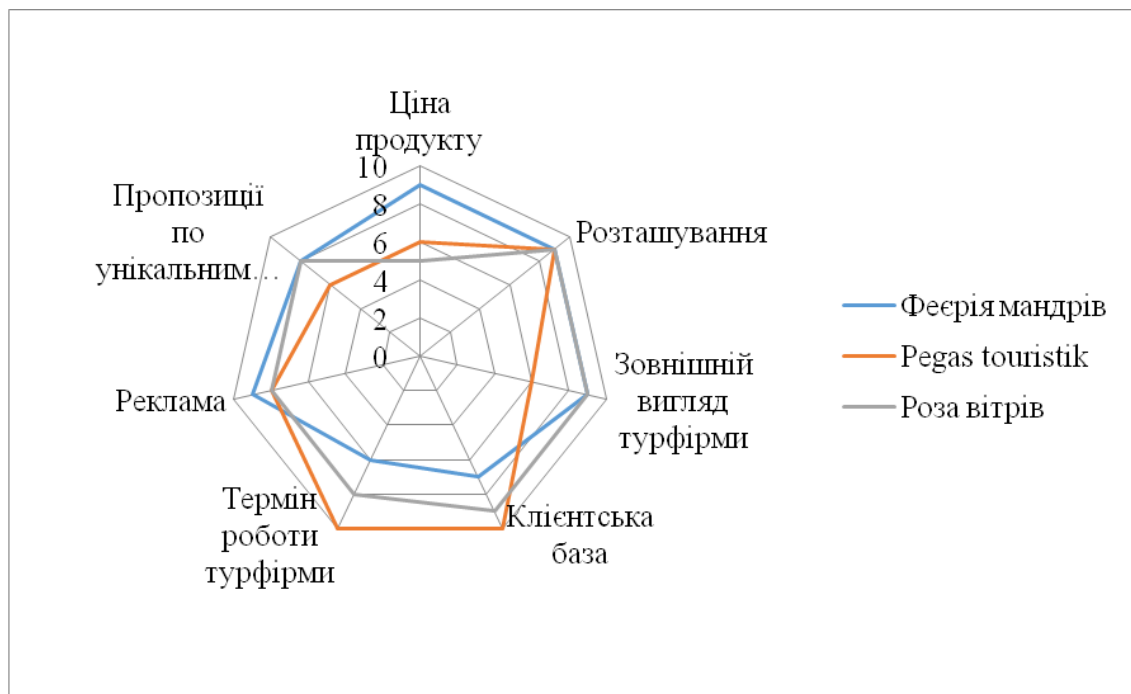 Ціна
продукту
10
8
6
4
2
0
Розташування
Зовнішній
вигляд
турфірми
Клієнтська
база
Термін
роботи
турфірми
Реклама
Пропозиції
по
унікальним…
Феєрія мандрів
Pegas touristik
Роза вітрів